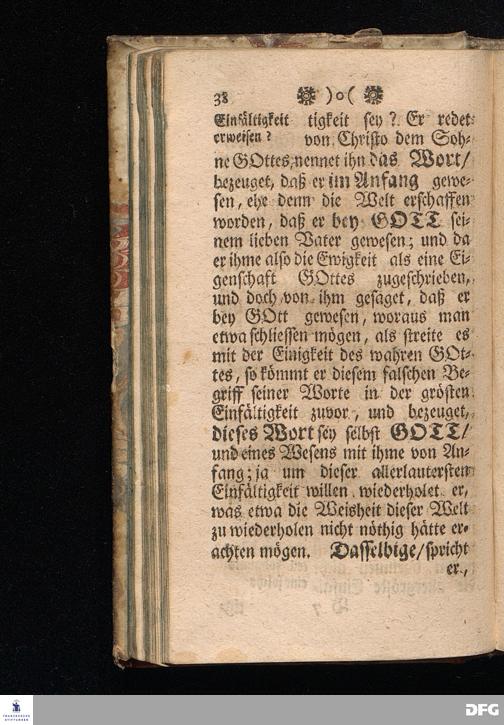 38 )o(
Einfältigkeit tigkeit sey? Er redet
erweisen? von Christo dem Soh-
ne GOttes, nennet ihn das Wort/
bezeuget, daß er im Anfang gewe-
sen, ehe denn die Welt erschaffen
worden, daß er bey GOTT sei-
nem lieben Vater gewesen; und da
er ihme also die Ewigkeit als eine Ei-
genschaft GOttes zugeschrieben,
und doch von ihm gesaget, daß er
bey GOtt gewesen, woraus man
etwa schliessen mögen, als streite es
mit der Einigkeit des wahren GOt-
tes, so kömmt er diesem falschen Be-
griff seiner Worte in der grösten
Einfältigkeit zuvor, und bezeuget,
dieses Wort sey selbst GOTT/
und eines Wesens mit ihme von An-
fang; ja um dieser allerlautersten
Einfältigkeit willen wiederholet er,
was etwa die Weisheit dieser Welt
zu wiederholen nicht nöthig hätte er-
achten mögen. Dasselbige/ spricht
er,
FRANCKESCHE
STIFTUNGEN
DFG